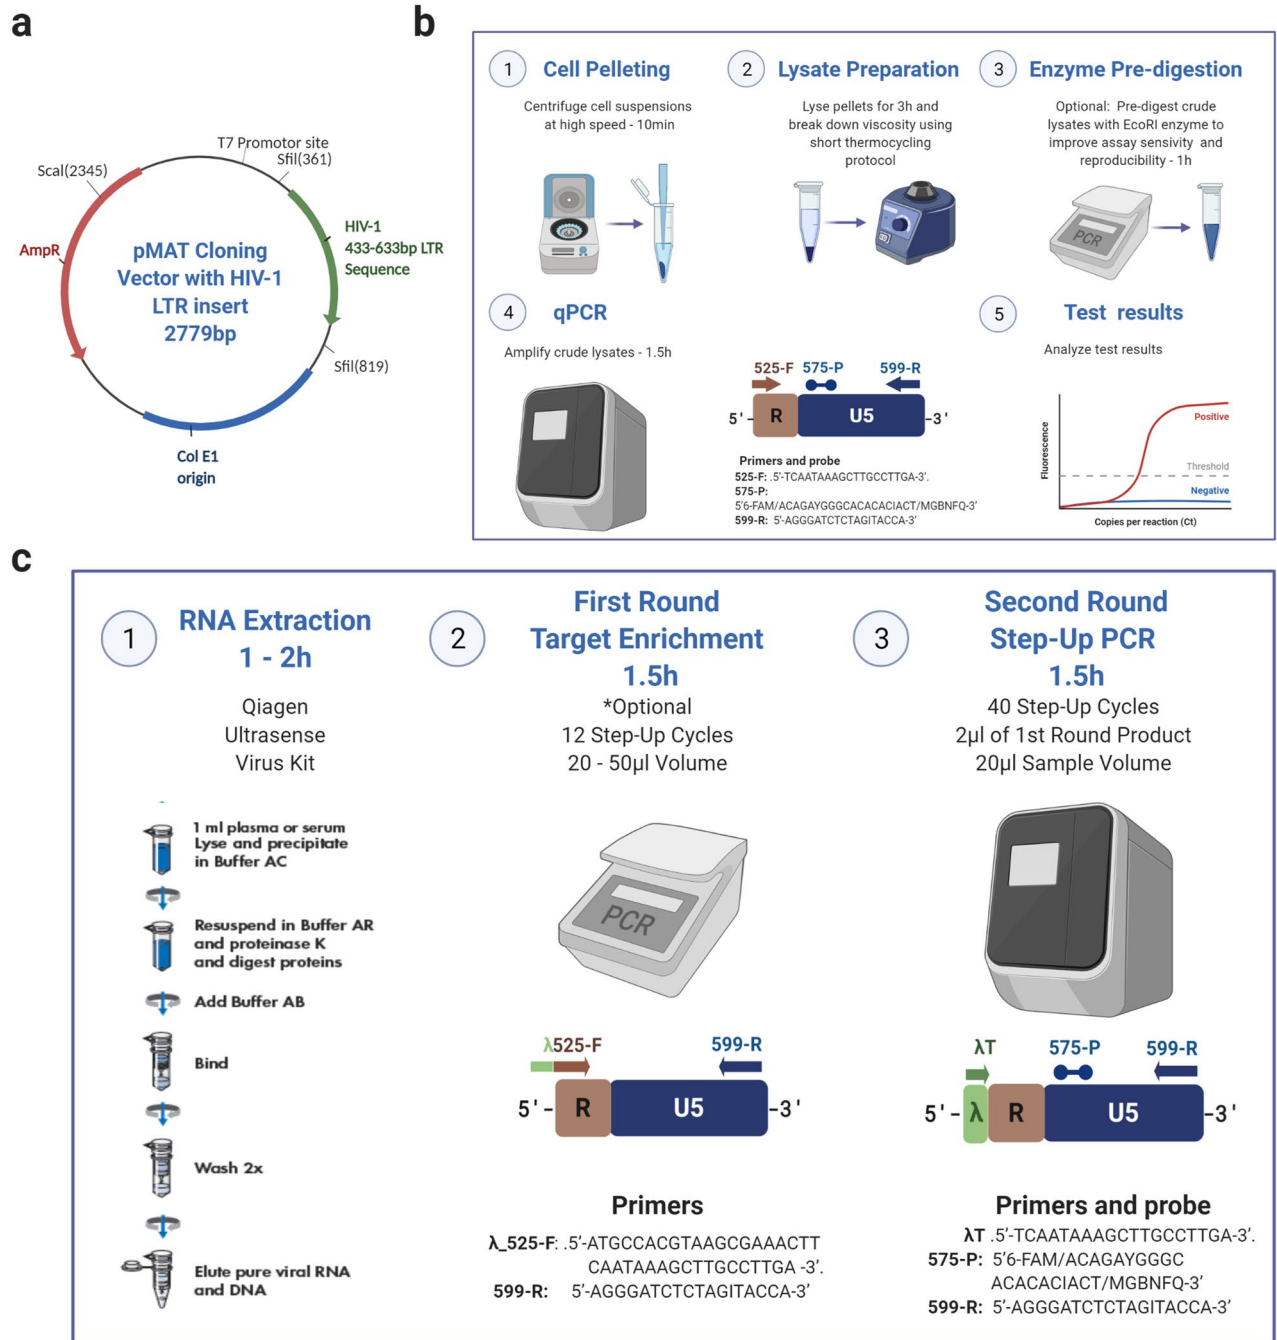 a
T7 Promotor site
SfiI(361)
ScaI(2345)
AmpR
pMAT Cloning
Vector with HIV-1
LTR insert
2779bp
HIV-1
433-633bp LTR
Sequence
SfiI(819)
Col E1
origin
b
1 Cell Pelleting
Centrifuge cell suspensions
at high speed - 10min
2 Lysate Preparation
Lyse pellets for 3h and
break down viscosity using
short thermocycling
protocol
3 Enzyme Pre-digestion
Optional: Pre-digest crude
lysates with EcoRI enzyme to
improve assay sensivity and
reproducibility - 1h
PCR
4 qPCR
Amplify crude lysates - 1.5h
525-F 575-P 599-R
5'- R U5 -3'
Primers and probe
525-F: .5'-TCAATAAAGCTTGCCTTGA-3'.
575-P:
5'6-FAM/ACAGAYGGGCACACACIACT/MGBNFQ-3'
599-R: 5'-AGGGATCTCTAGITACCA-3'
5 Test results
Analyze test results
Fluorescence
Positive
Threshold
Negative
Copies per reaction (Ct)
c
1 RNA Extraction
1 - 2h
Qiagen
Ultrasense
Virus Kit
1 ml plasma or serum
Lyse and precipitate
in Buffer AC
Resuspend in Buffer AR
and proteinase K
and digest proteins
Add Buffer AB
Bind
Wash 2x
Elute pure viral RNA
and DNA
2 First Round
Target Enrichment
1.5h
*Optional
12 Step-Up Cycles
20 - 50µl Volume
PCR
λ525-F 599-R
5'- R U5 -3'
Primers
λ_525-F: .5'-ATGCCACGTAAGCGAAACTT
CAATAAAGCTTGCCTTGA -3'.
599-R: 5'-AGGGATCTCTAGITACCA-3'
3 Second Round
Step-Up PCR
1.5h
40 Step-Up Cycles
2µl of 1st Round Product
20µl Sample Volume
λT 575-P 599-R
5'- λ R U5 -3'
Primers and probe
λT .5'-TCAATAAAGCTTGCCTTGA-3'.
575-P: 5'6-FAM/ACAGAYGGGC
ACACACIACT/MGBNFQ-3'
599-R: 5'-AGGGATCTCTAGITACCA-3'